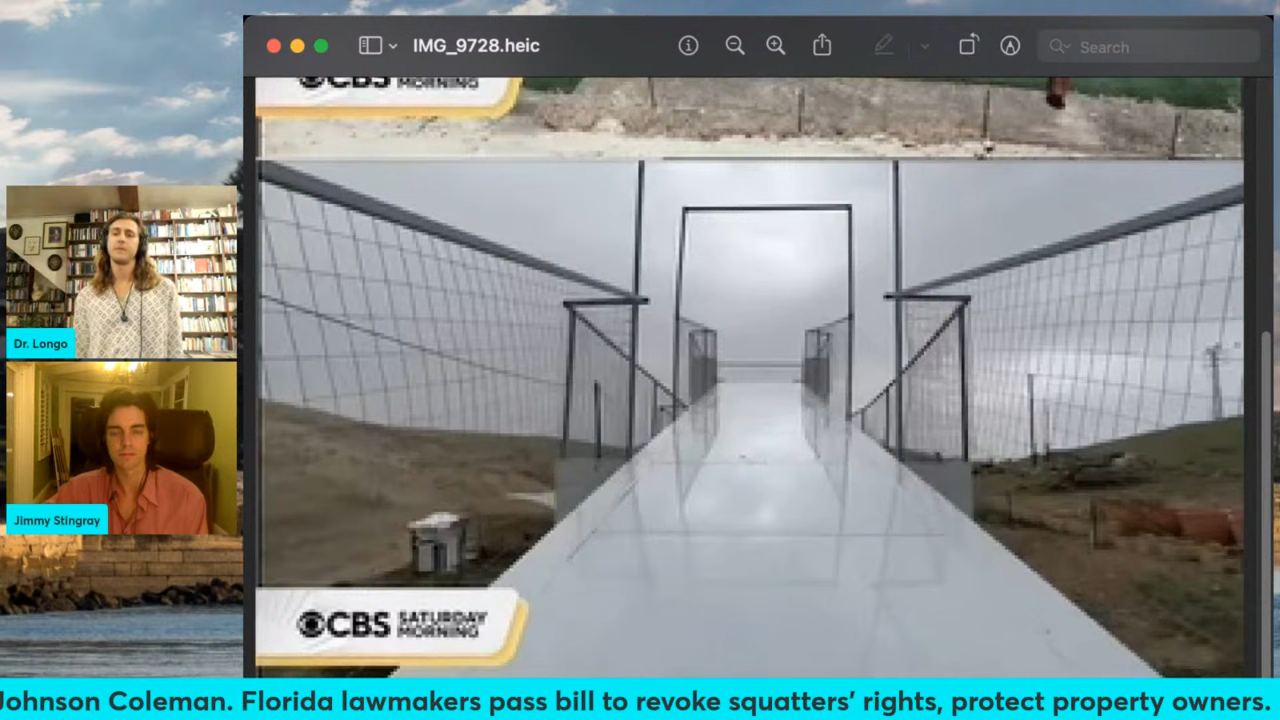 IMG_9728.heic
Search
CBS MORNING
Dr. Longo
Jimmy Stingray
CBS SATURDAY
MORNING
Johnson Coleman. Florida lawmakers pass bill to revoke squatters' rights, protect property owners.